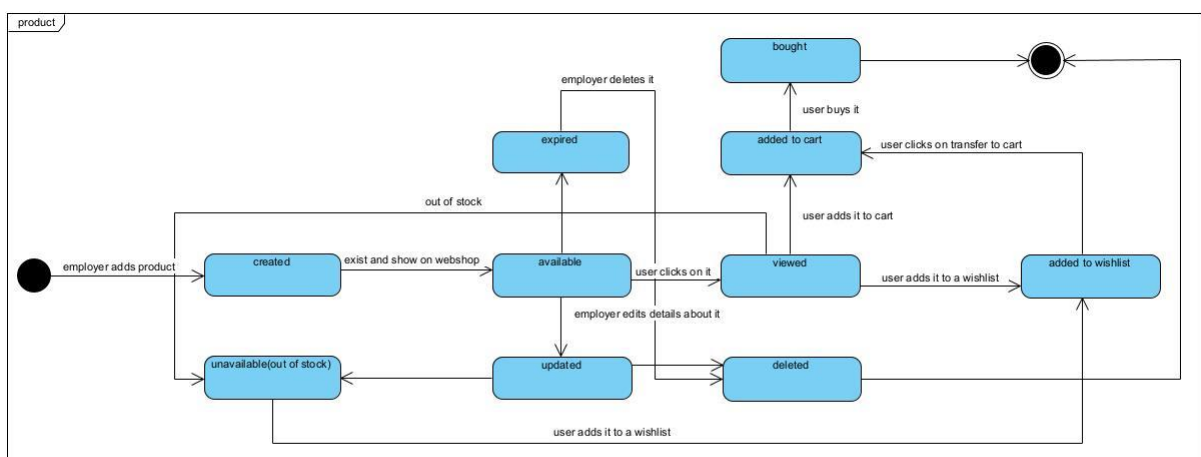 product
bought
employer deletes it
user buys it
expired
added to cart
user clicks on transfer to cart
out of stock
user adds it to cart
employer adds product
created
exist and show on webshop
available
user clicks on it
viewed
user adds it to a wishlist
added to wishlist
employer edits details about it
unavailable(out of stock)
updated
deleted
user adds it to a wishlist